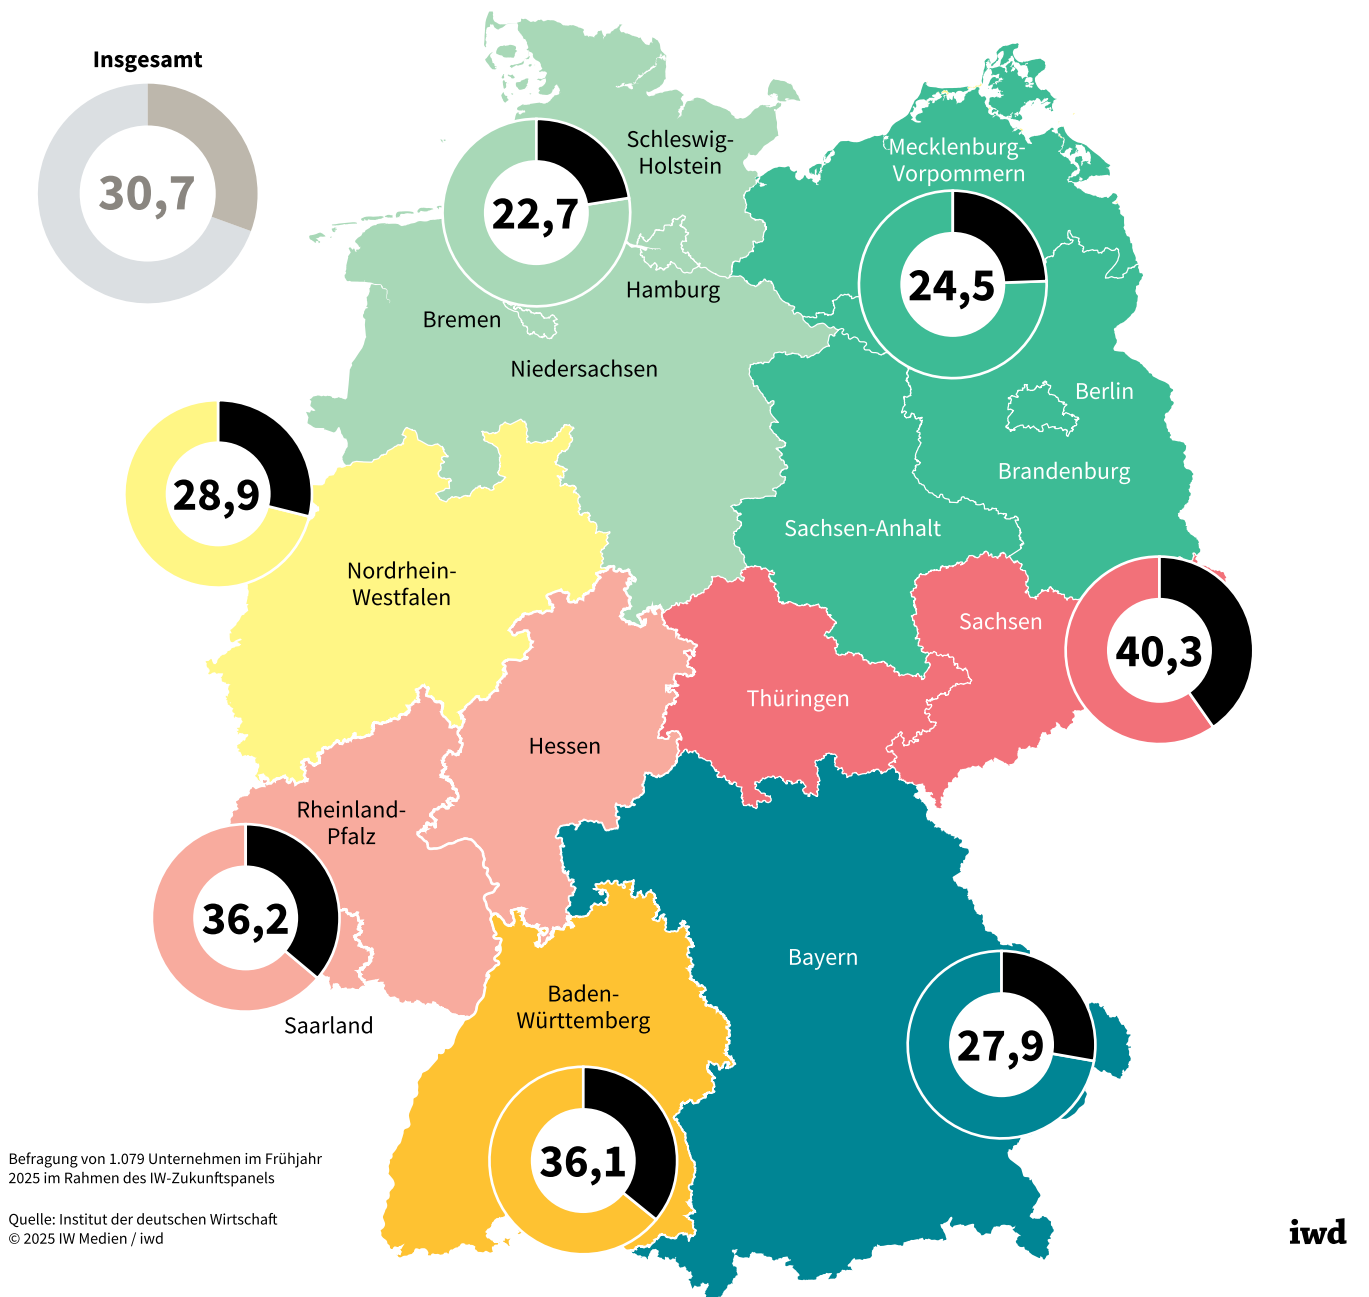 Insgesamt
30,7
Schleswig-
Holstein
22,7
Mecklenburg-
Vorpommern
24,5
Hamburg
Bremen
Niedersachsen
Berlin
Brandenburg
28,9
Sachsen-Anhalt
Nordrhein-
Westfalen
Sachsen
40,3
Thüringen
Hessen
Rheinland-
Pfalz
36,2
Saarland
Bayern
27,9
Baden-
Württemberg
36,1
Befragung von 1.079 Unternehmen im Frühjahr
2025 im Rahmen des IW-Zukunftspanels
Quelle: Institut der deutschen Wirtschaft
© 2025 IW Medien / iwd
iwd